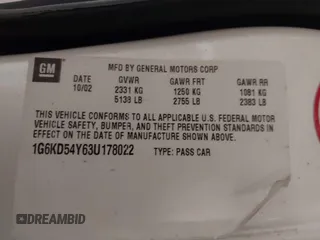 GM
MFD BY GENERAL MOTORS CORP
DATE GVWR GAWR FRT GAWR RR
10/02 2331 KG 1250 KG 1081 KG
5139 LB 2755 LB 2383 LB
THIS VEHICLE CONFORMS TO ALL APPLICABLE U.S. FEDERAL MOTOR
VEHICLE SAFETY, BUMPER, AND THEFT PREVENTION STANDARDS IN
EFFECT ON THE DATE OF MANUFACTURE SHOWN ABOVE.
1G6KD54Y63U178022 TYPE: PASS CAR
DREAMBID